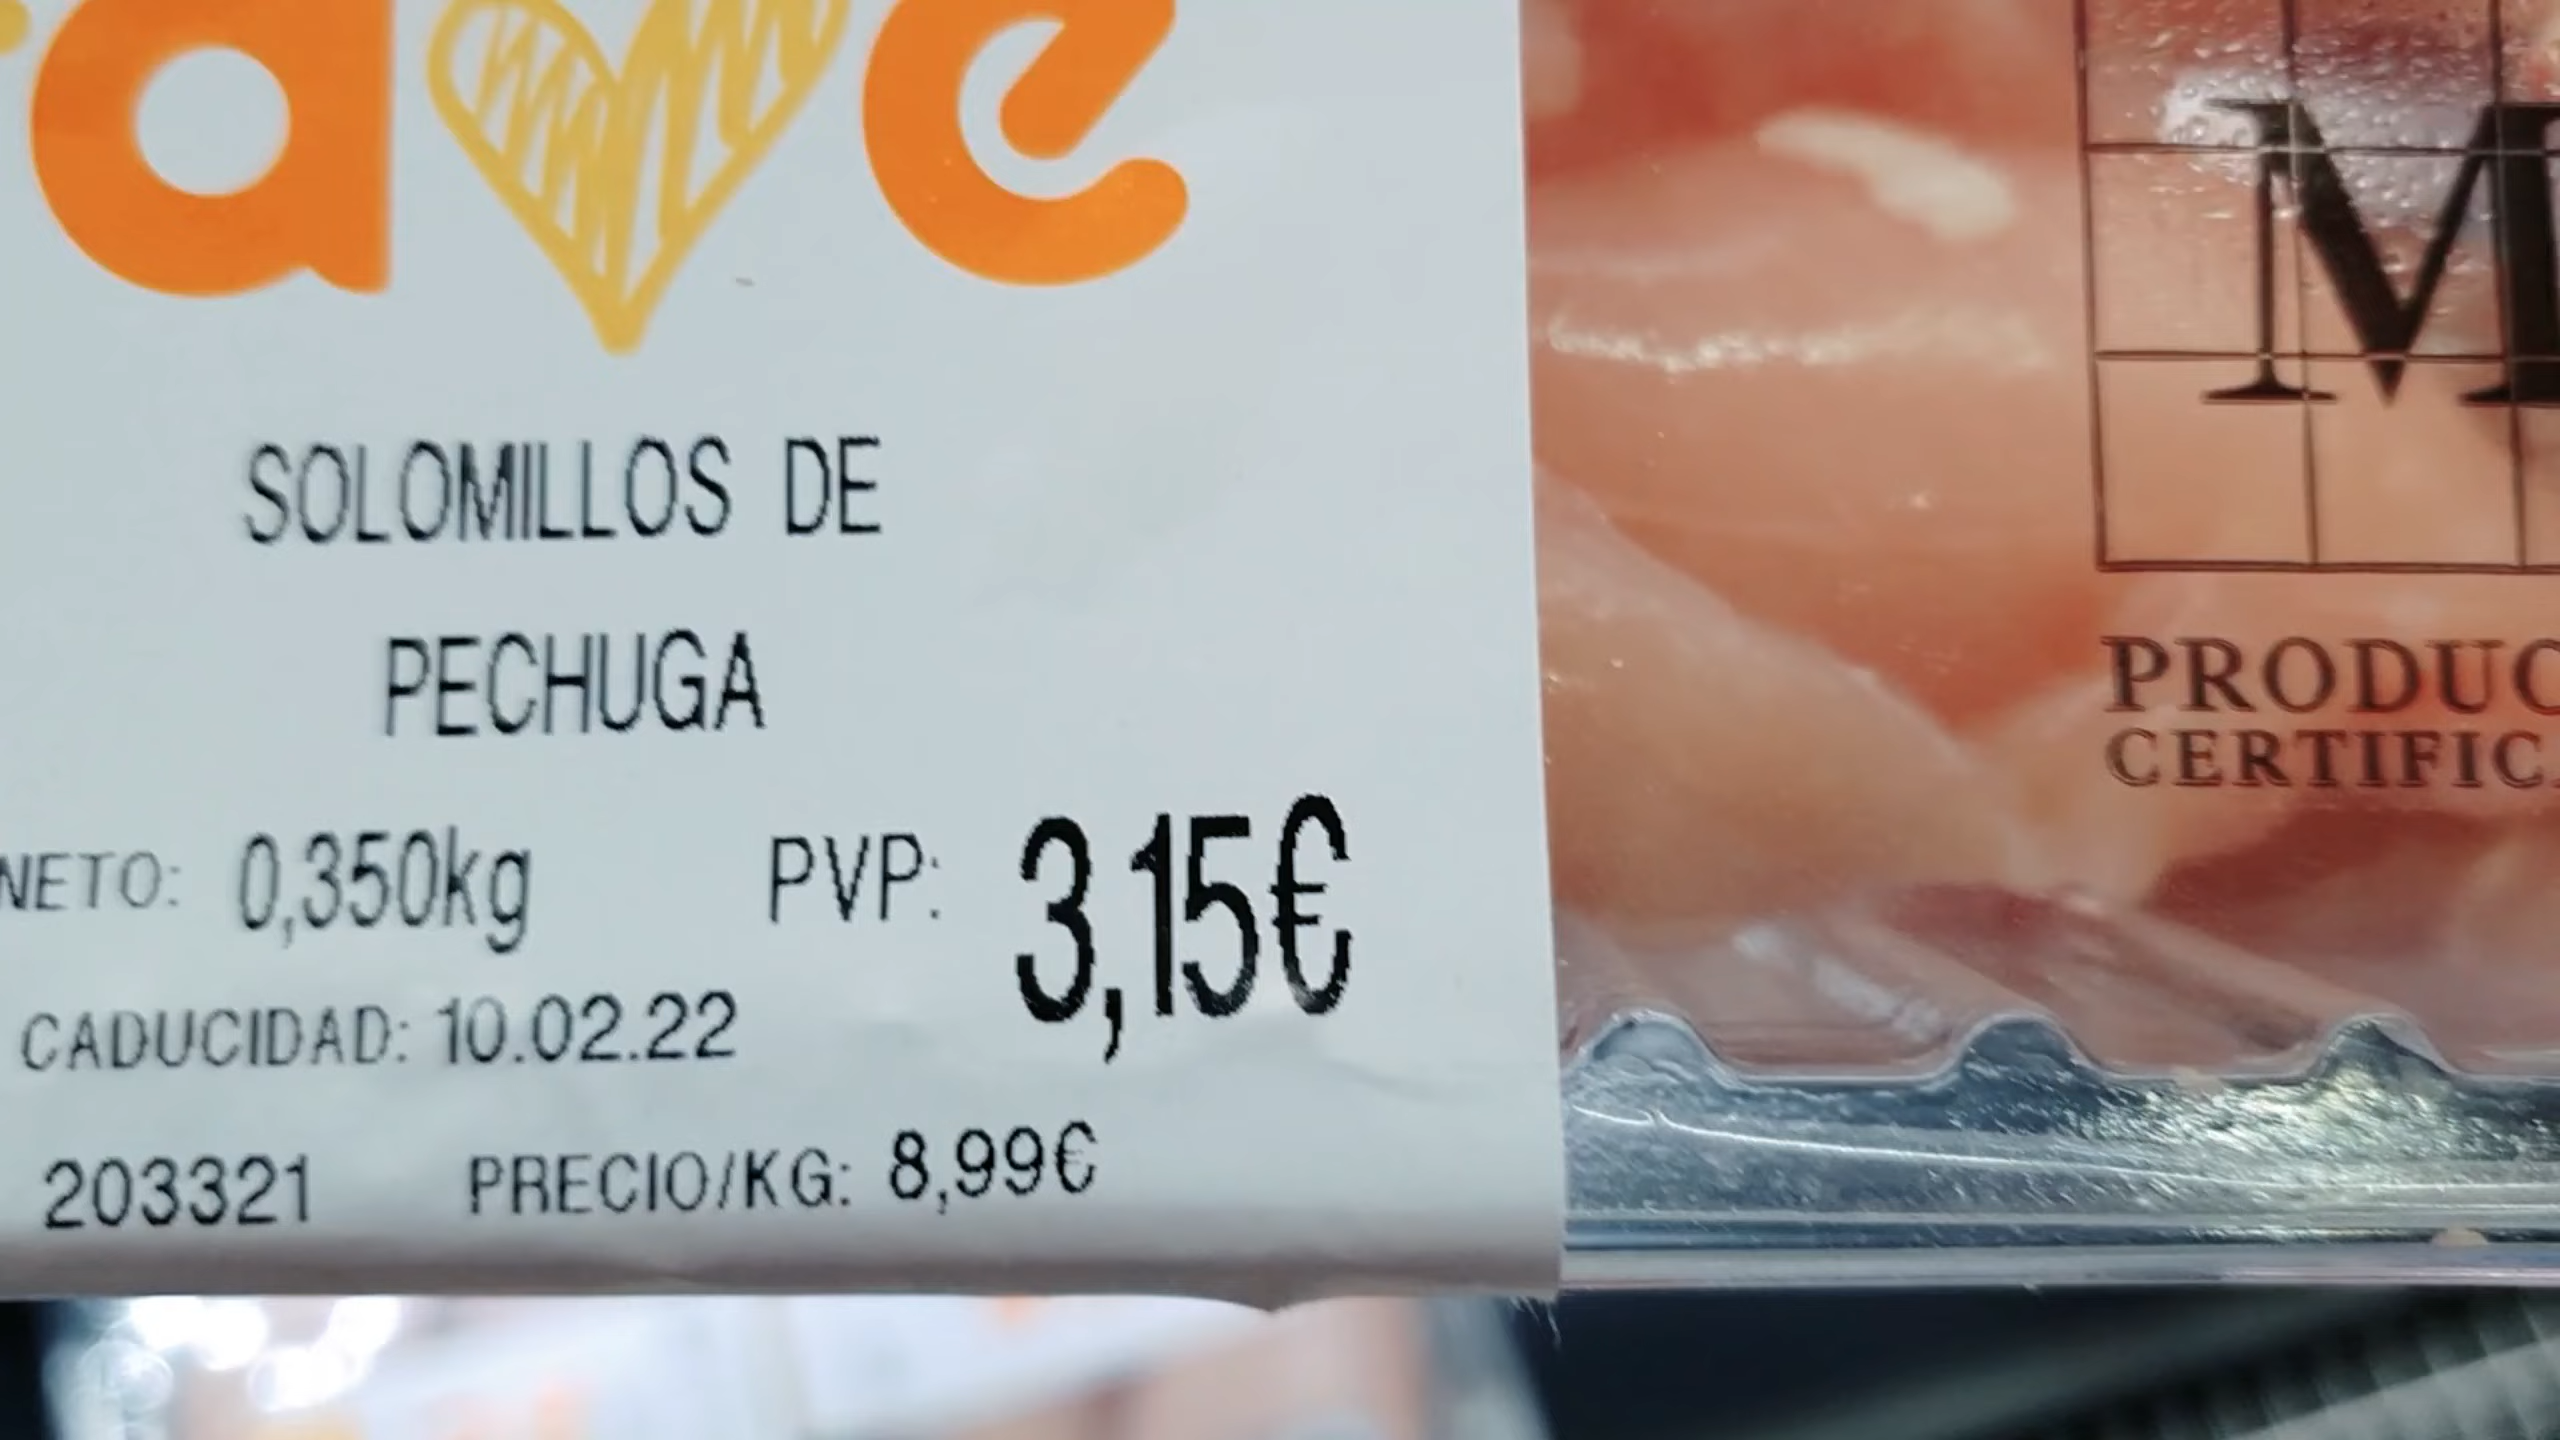 SOLOMILLOS DE
PECHUGA
NETO: 0,350kg
PVP: 3,15€
CADUCIDAD: 10.02.22
203321
PRECIO/KG: 8,99€
M